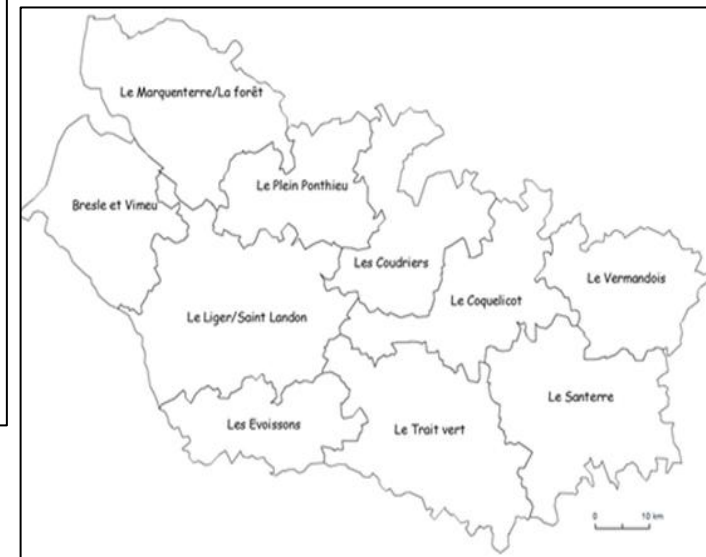 Le Marquenterre/La forêt
Le Plein Ponthieu
Bresle et Vimeu
Les Coudriers
Le Vermandois
Le Coquelicot
Le Liger/Saint Landon
Le Santerre
Les Evoissons
Le Trait vert
0 10 km